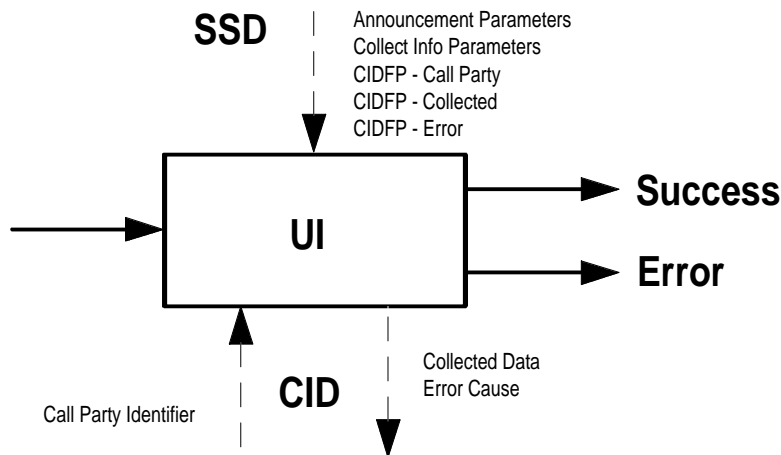 SSD
Announcement Parameters
Collect Info Parameters
CIDFP - Call Party
CIDFP - Collected
CIDFP - Error
UI
Success
Error
Call Party Identifier
CID
Collected Data
Error Cause